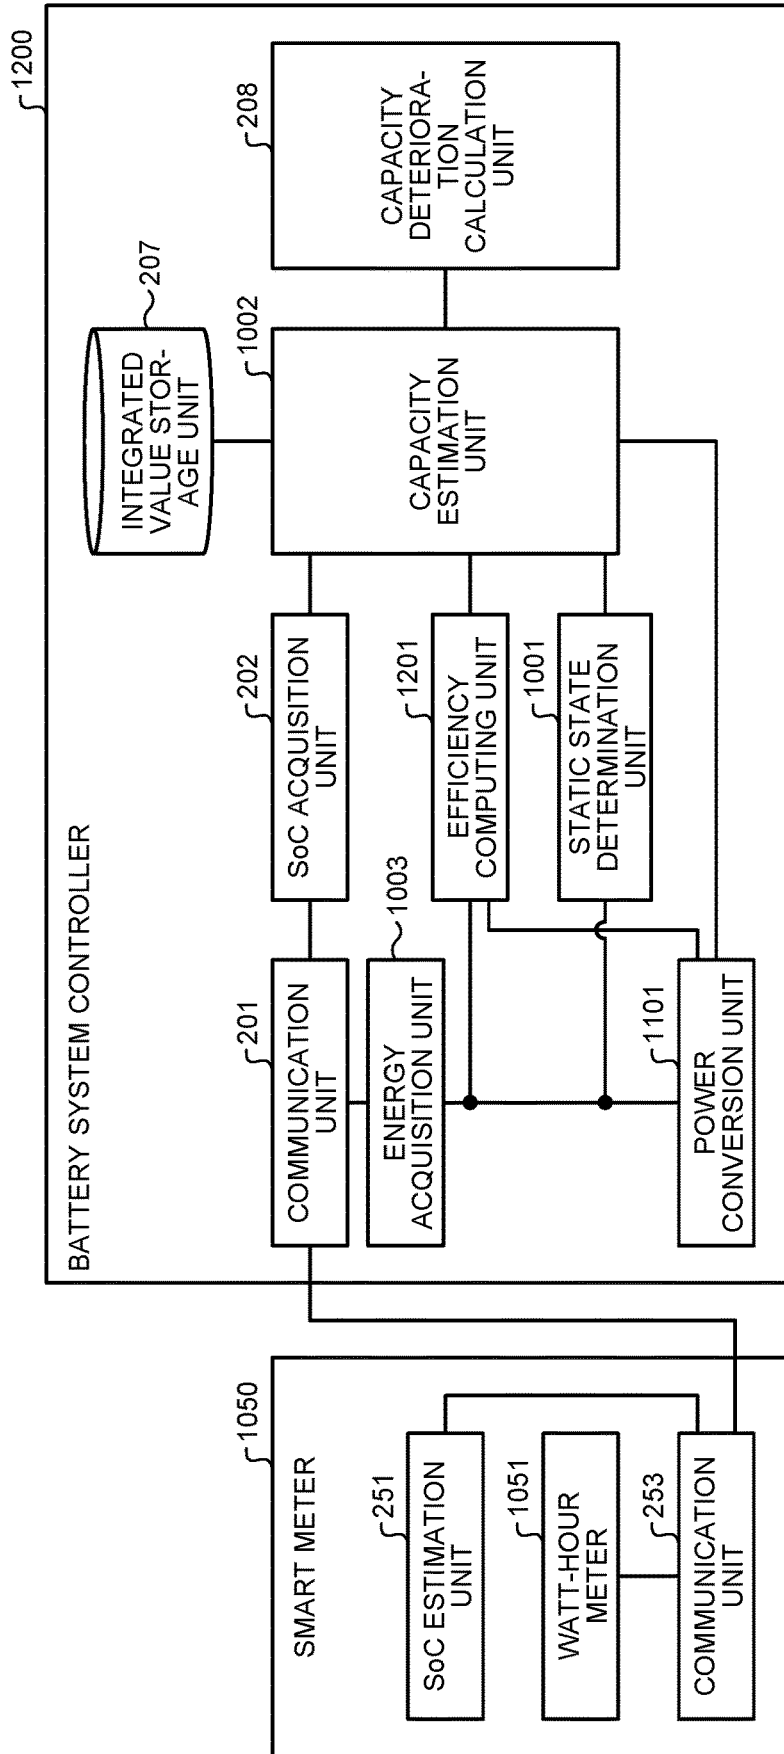 1050
SMART METER
251
SoC ESTIMATION
UNIT
1051
WATT-HOUR
METER
253
COMMUNICATION
UNIT
1200
BATTERY SYSTEM CONTROLLER
201
COMMUNICATION
UNIT
1003
ENERGY
ACQUISITION UNIT
1101
POWER
CONVERSION UNIT
202
SoC ACQUISITION
UNIT
1201
EFFICIENCY
COMPUTING UNIT
1001
STATIC STATE
DETERMINATION
UNIT
207
INTEGRATED
VALUE STOR-
AGE UNIT
1002
CAPACITY
ESTIMATION
UNIT
208
CAPACITY
DETERIORA-
TION
CALCULATION
UNIT